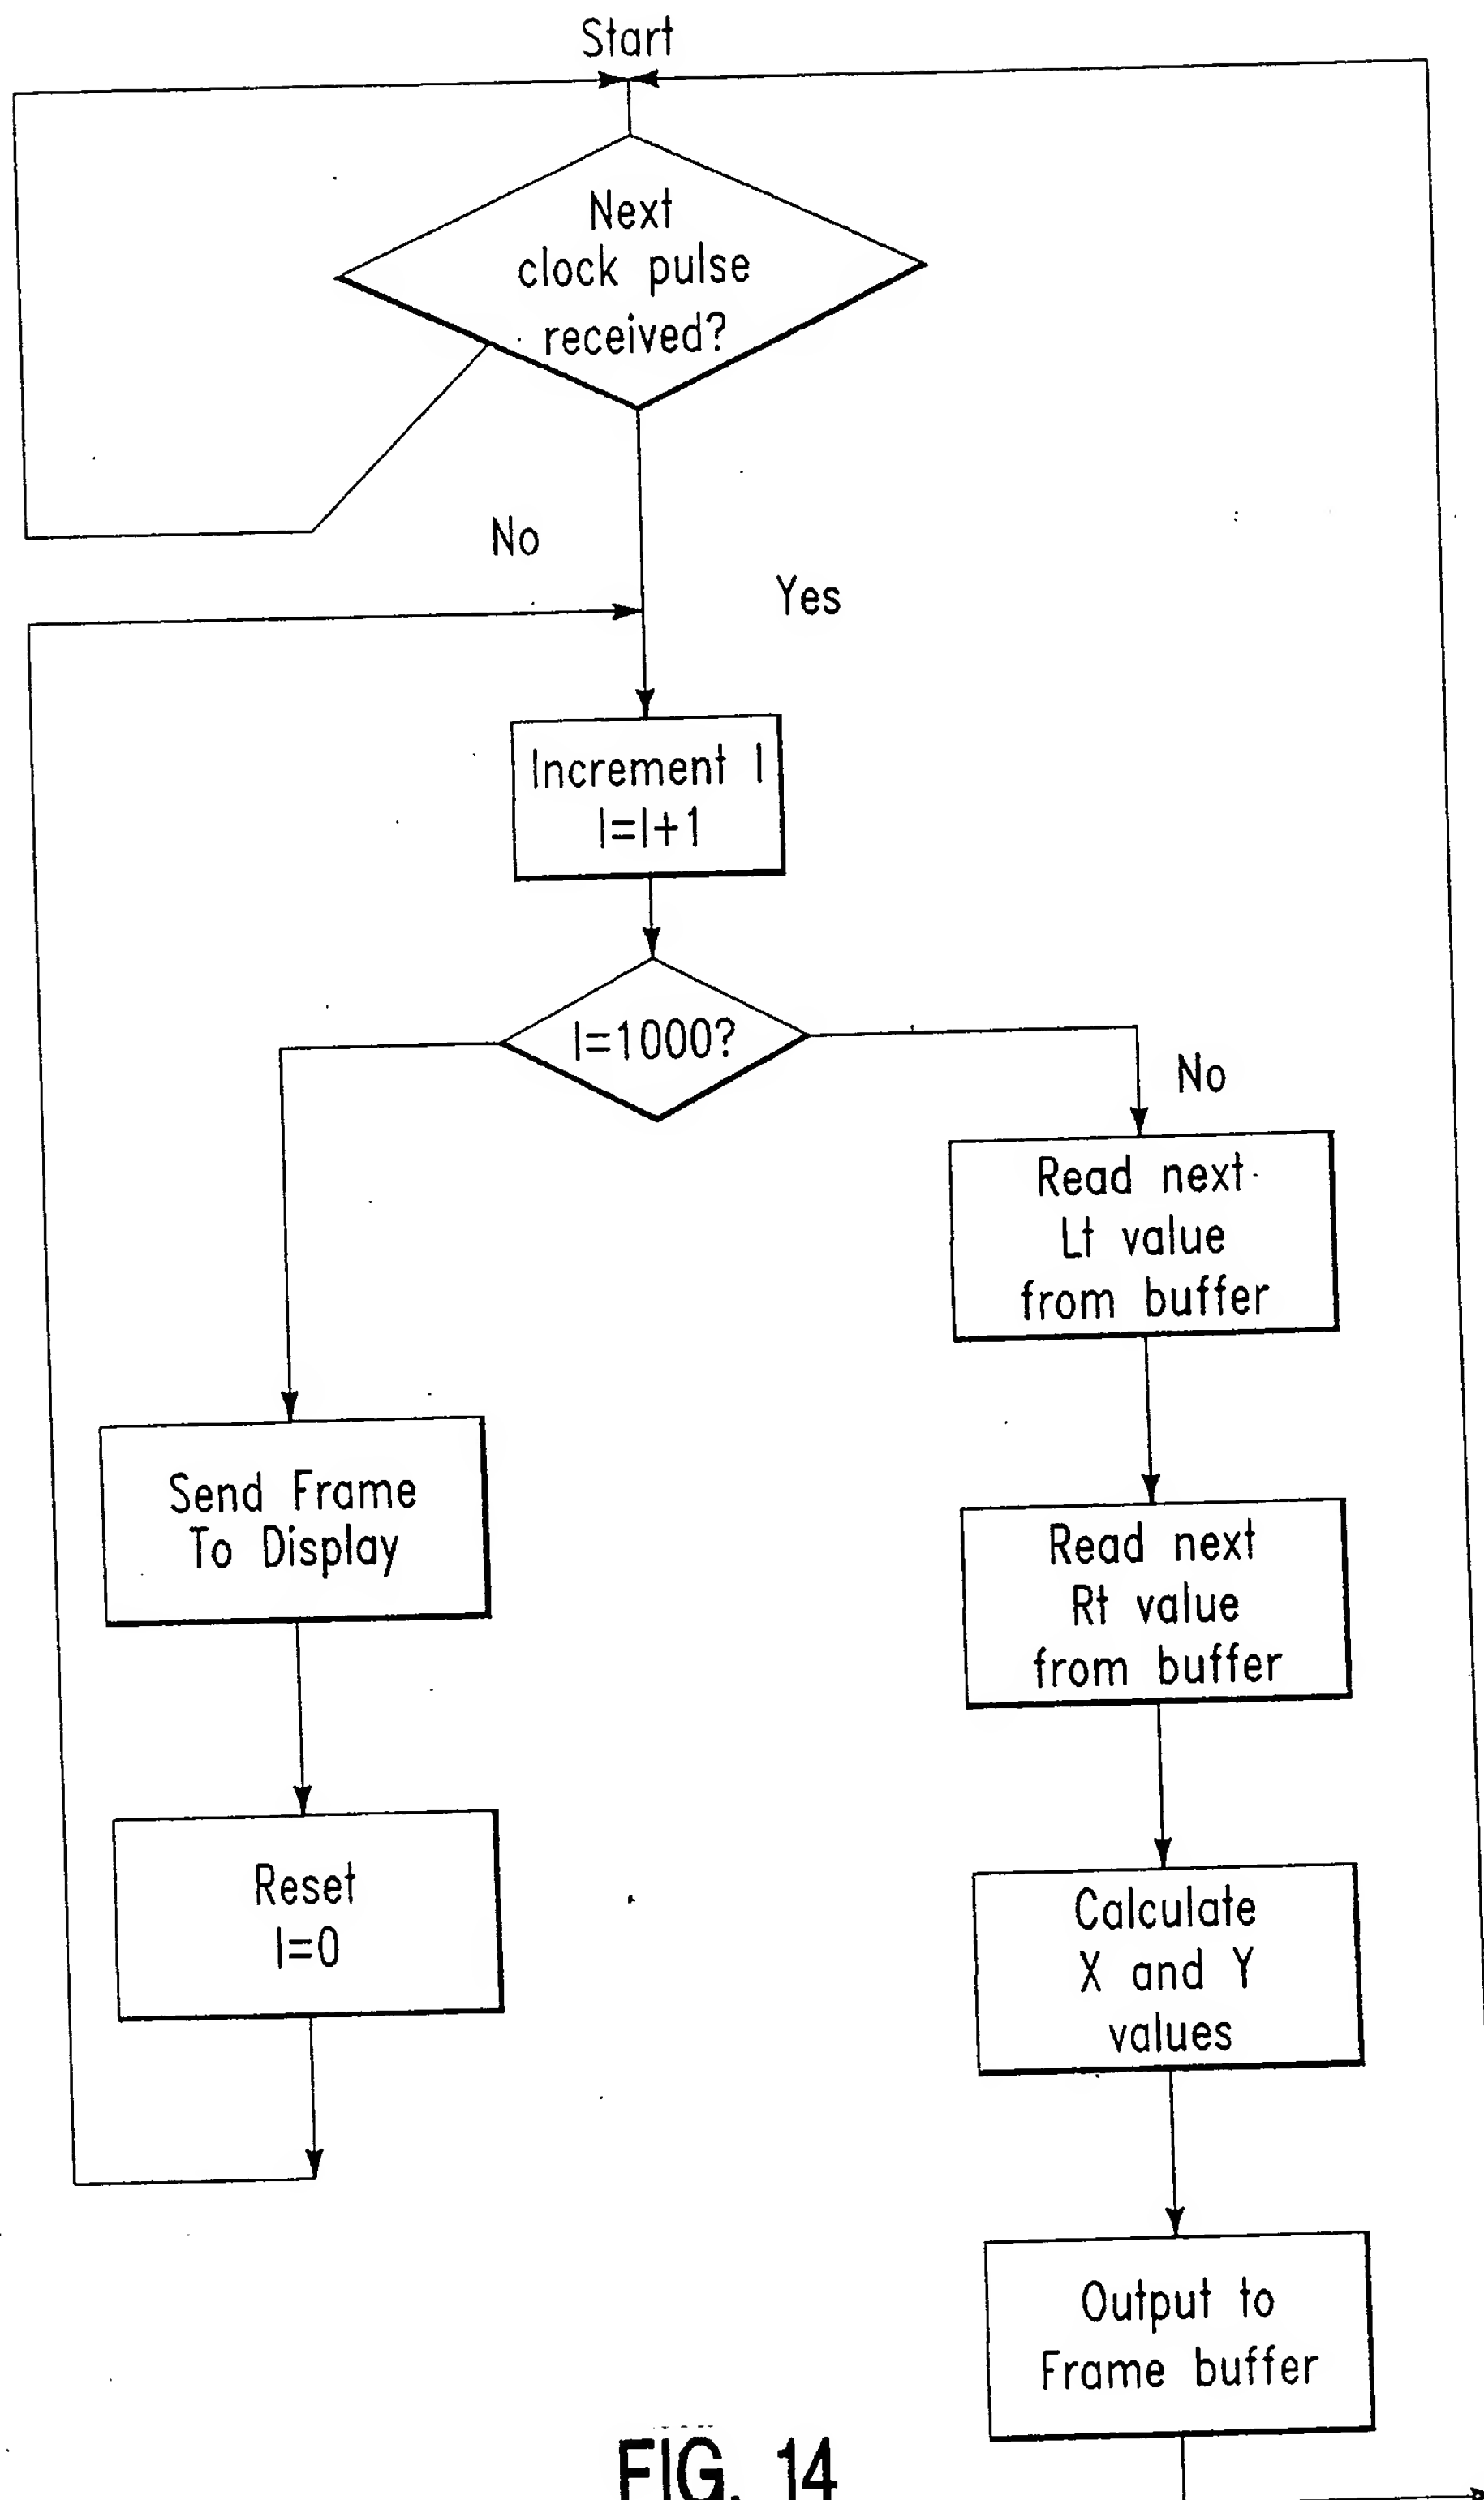 Start
Next
clock pulse
received?
No
Yes
Increment I
I=I+1
I=1000?
No
Read next
Lt value
from buffer
Send Frame
To Display
Read next
Rt value
from buffer
Reset
I=0
Calculate
X and Y
values
Output to
Frame buffer
FIG. 14